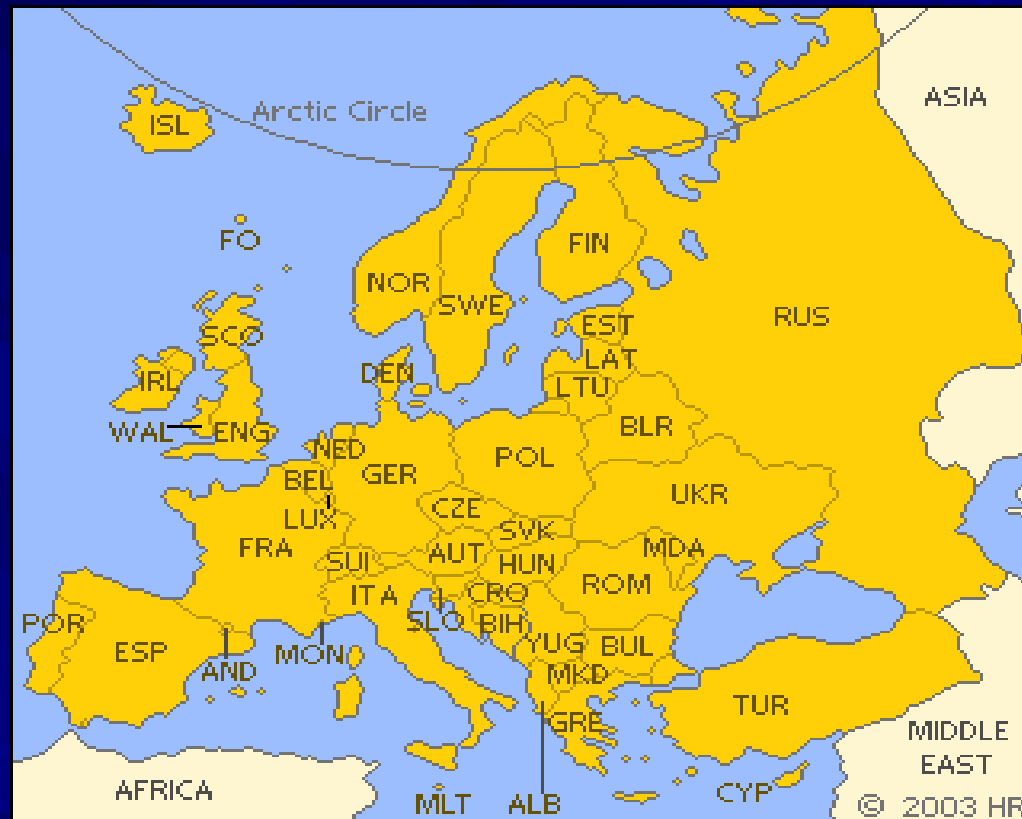 ASIA
Arctic Circle
ISL
FO
FIN
NOR
SWE
RUS
EST
SCO
LAT
DEN
IRL
LTU
BLR
WAL
ENG
NED
POL
GER
BEL
UKR
CZE
LUX
SVK
FRA
MDA
AUT
SUI
HUN
ROM
ITA
CRO
SLO
BIH
POR
YUG
BUL
ESP
MON
AND
MKD
TUR
GRE
MIDDLE
EAST
AFRICA
CYP
MLT
ALB
© 2003 HR